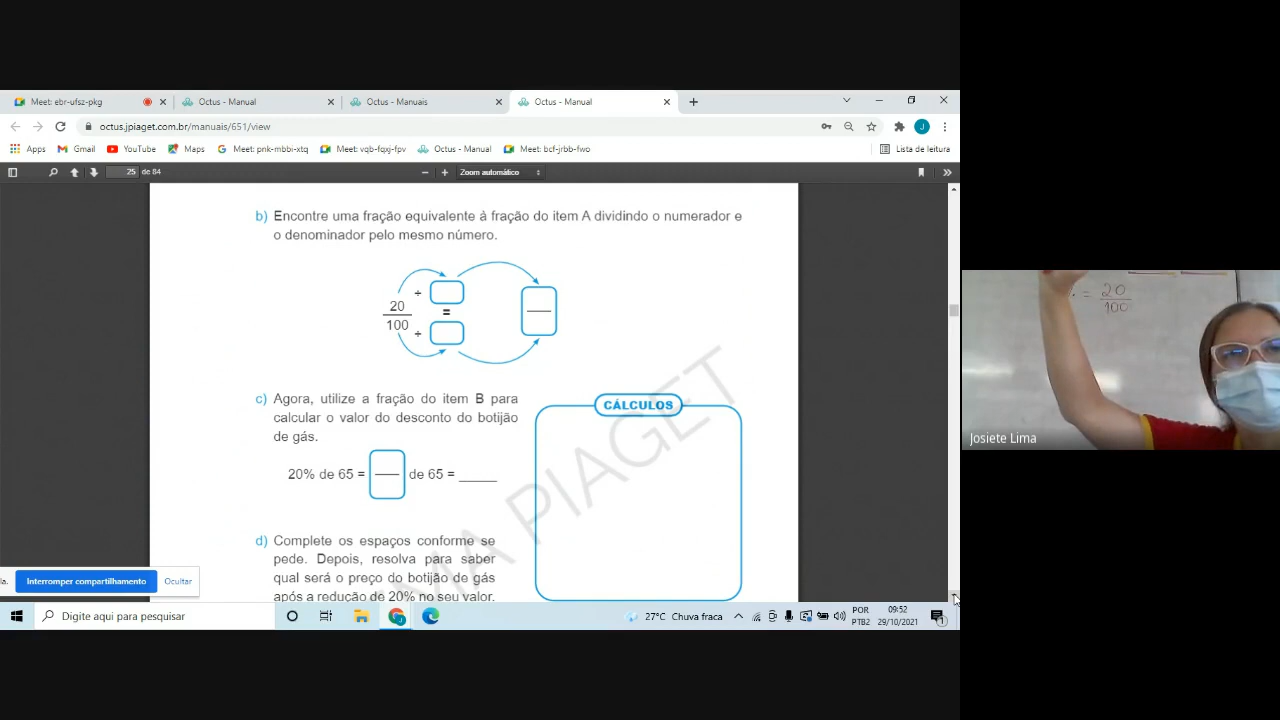 Meet: ebr-ufsz-pkg
Octus - Manual
Octus - Manuais
Octus - Manual
octus.jpiaget.com.br/manuais/651/view
Apps
Gmail
YouTube
Maps
Meet: pnk-mbbi-xtq
Meet: vqb-fqxj-fpv
Octus - Manual
Meet: bcf-jrbb-fwo
Lista de leitura
25 de 84
Zoom automático
b) Encontre uma fração equivalente à fração do item A dividindo o numerador e
o denominador pelo mesmo número.
÷
20
=
100
÷
c) Agora, utilize a fração do item B para
calcular o valor do desconto do botijão
de gás.
20% de 65 = de 65 = _____
CÁLCULOS
d) Complete os espaços conforme se
pede. Depois, resolva para saber
qual será o preço do botijão de gás
após a redução de 20% no seu valor.
MA PIAGET
la.
Interromper compartilhamento
Ocultar
Digite aqui para pesquisar
27°C Chuva fraca
POR
PTB2
09:52
29/10/2021
1
= 20
100
Josiete Lima